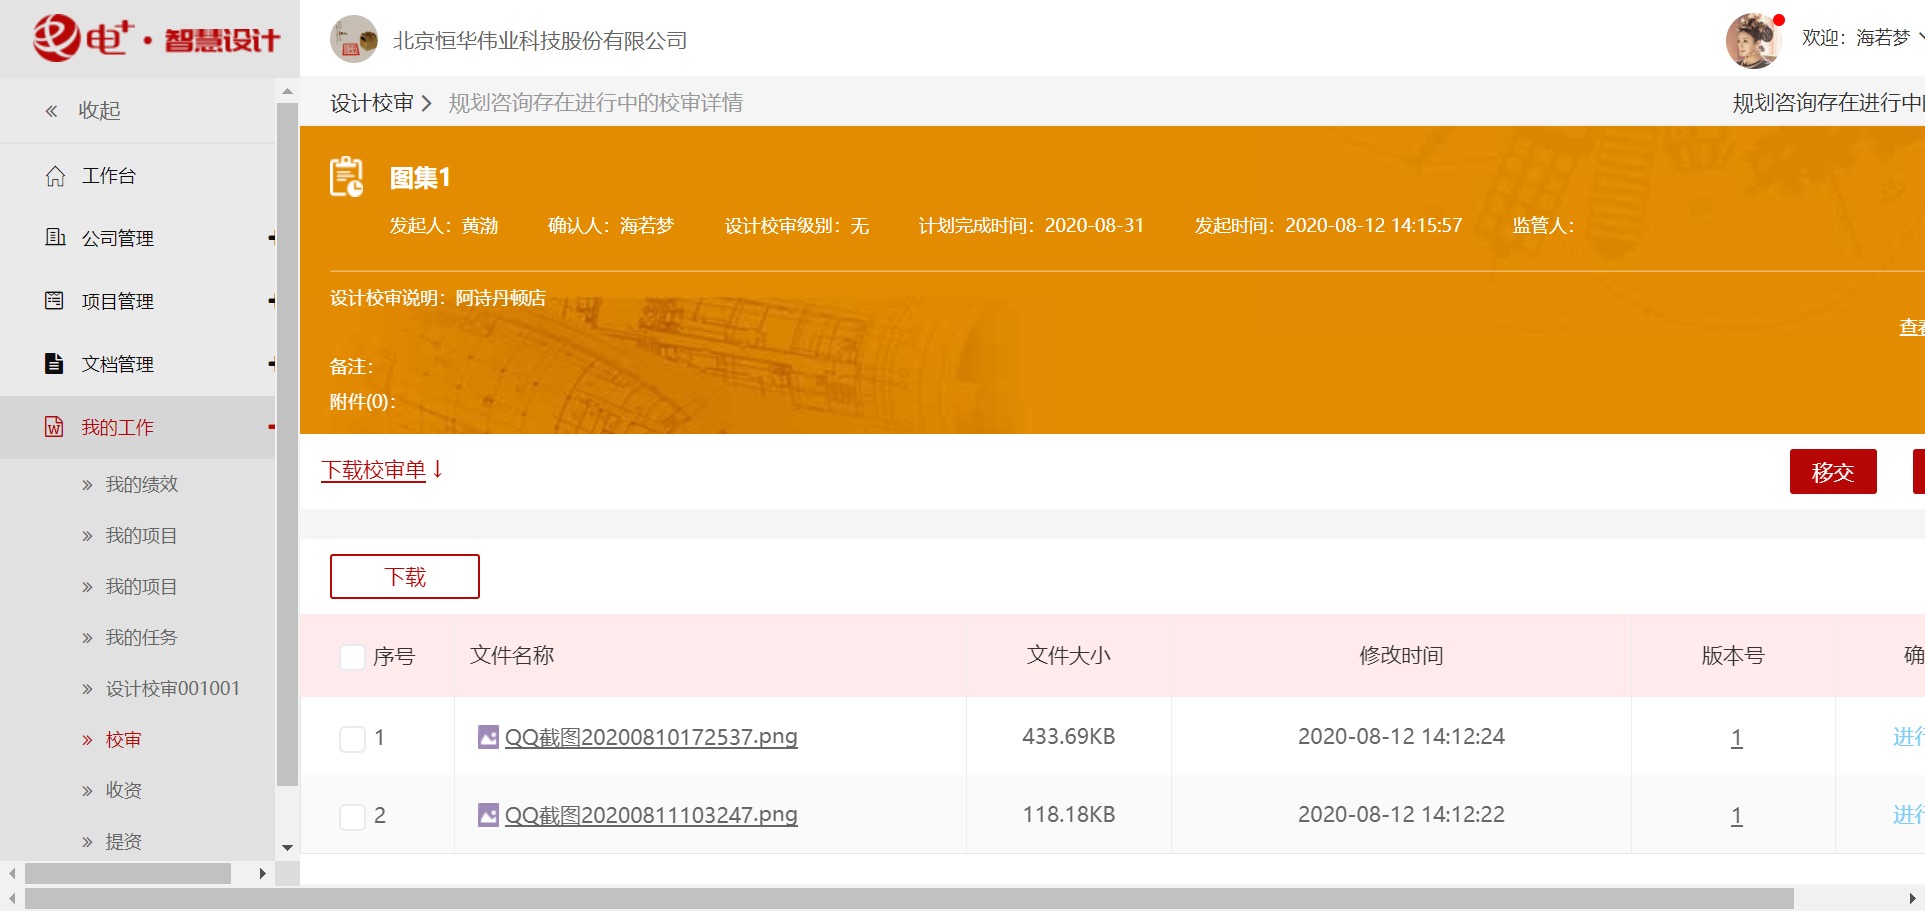 电+·智慧设计
北京恒华伟业科技股份有限公司
欢迎：海若梦
收起
设计校审 规划咨询存在进行中的校审详情
规划咨询存在进行中
工作台
公司管理
项目管理
文档管理
我的工作
我的绩效
我的项目
我的项目
我的任务
设计校审001001
校审
收资
提资
图集1
发起人：黄渤 确认人：海若梦 设计校审级别：无 计划完成时间：2020-08-31 发起时间：2020-08-12 14:15:57 监管人：
设计校审说明：阿诗丹顿店
查看
备注：
附件(0)：
下载校审单
移交
下载
序号 文件名称 文件大小 修改时间 版本号 确
1 QQ截图20200810172537.png 433.69KB 2020-08-12 14:12:24 1 进行
2 QQ截图20200811103247.png 118.18KB 2020-08-12 14:12:22 1 进行